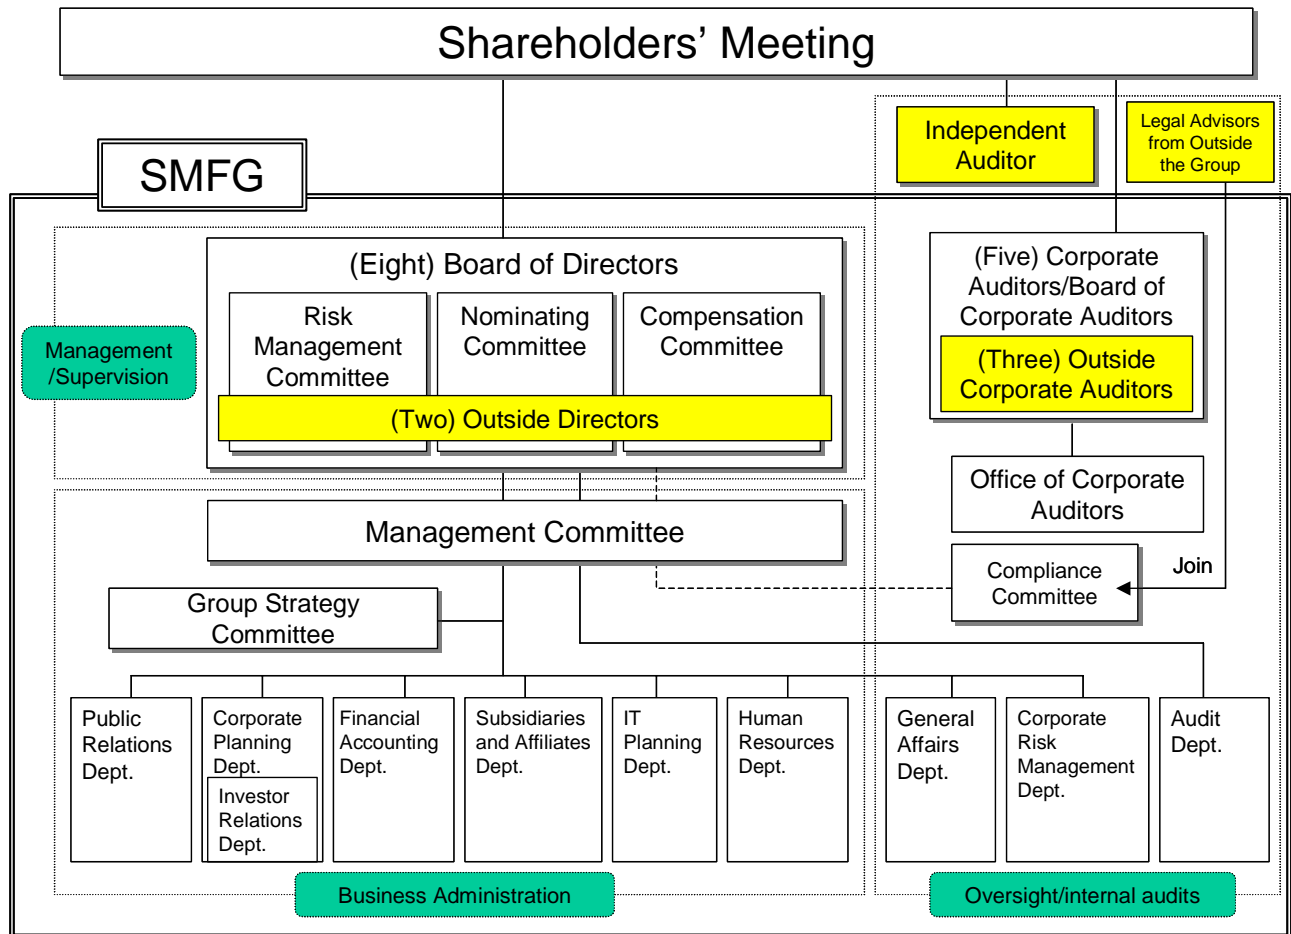 Shareholders' Meeting
Independent
Auditor
Legal Advisors
from Outside
the Group
SMFG
(Eight) Board of Directors
Risk
Management
Committee
Nominating
Committee
Compensation
Committee
(Two) Outside Directors
Management
/Supervision
(Five) Corporate
Auditors/Board of
Corporate Auditors
(Three) Outside
Corporate Auditors
Office of Corporate
Auditors
Management Committee
Compliance
Committee
Join
Group Strategy
Committee
Public
Relations
Dept.
Corporate
Planning
Dept.
Investor
Relations
Dept.
Financial
Accounting
Dept.
Subsidiaries
and Affiliates
Dept.
IT
Planning
Dept.
Human
Resources
Dept.
General
Affairs
Dept.
Corporate
Risk
Management
Dept.
Audit
Dept.
Business Administration
Oversight/internal audits